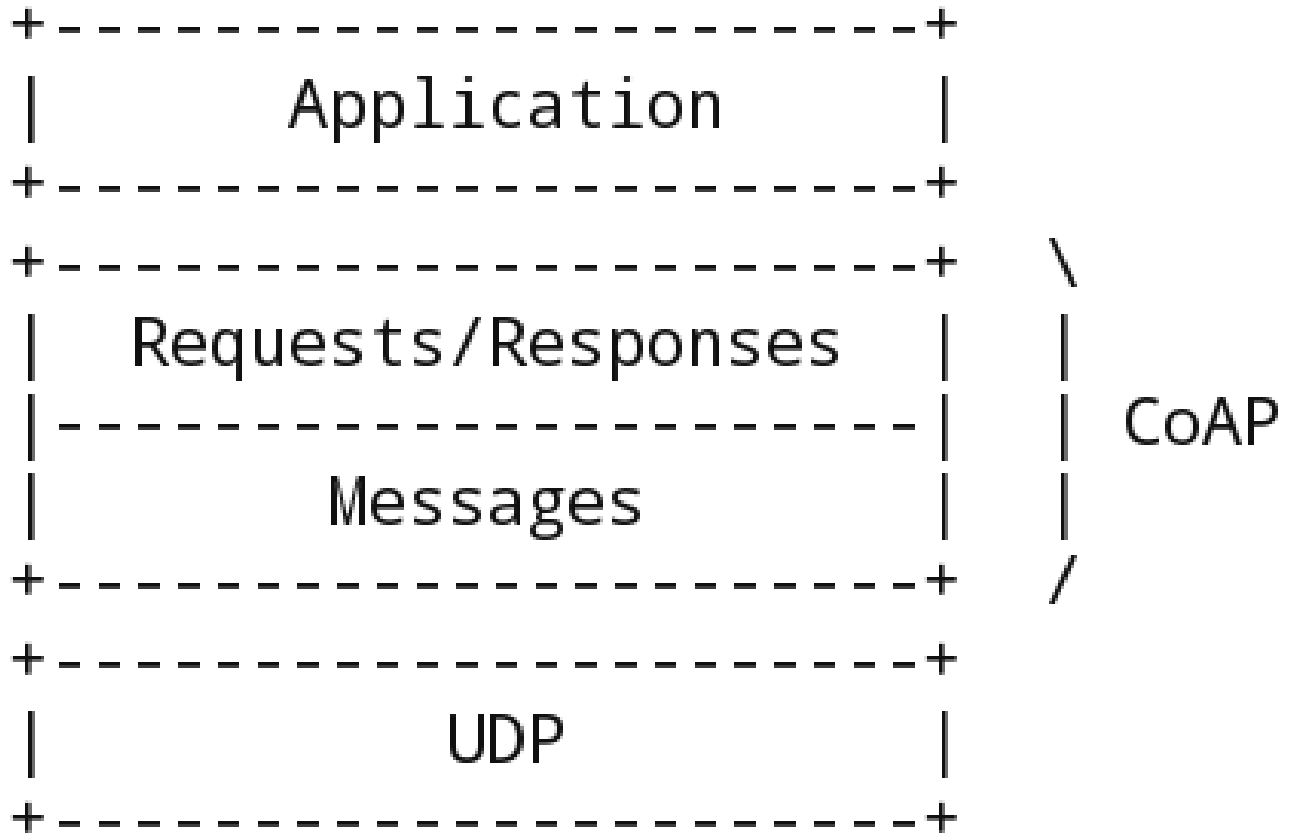 +----------------------+
|      Application     |
+----------------------+
+----------------------+  \
|  Requests/Responses  |  |
|----------------------|  | CoAP
|       Messages       |  |
+----------------------+  /
+----------------------+
|          UDP         |
+----------------------+